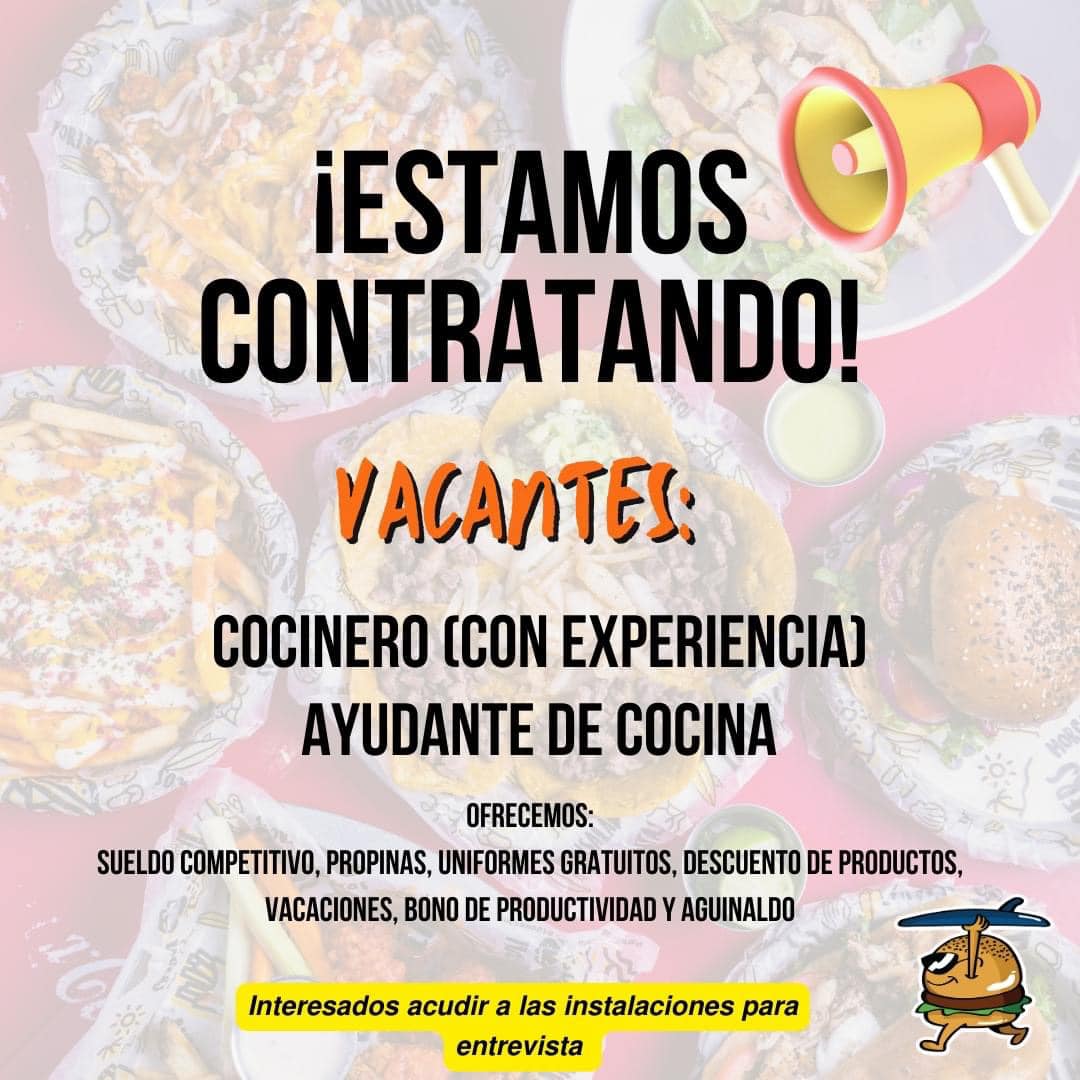 ¡ESTAMOS
CONTRATANDO!
VACANTES:
COCINERO (CON EXPERIENCIA)
AYUDANTE DE COCINA
OFRECEMOS:
SUELDO COMPETITIVO, PROPINAS, UNIFORMES GRATUITOS, DESCUENTO DE PRODUCTOS,
VACACIONES, BONO DE PRODUCTIVIDAD Y AGUINALDO
Interesados acudir a las instalaciones para
entrevista